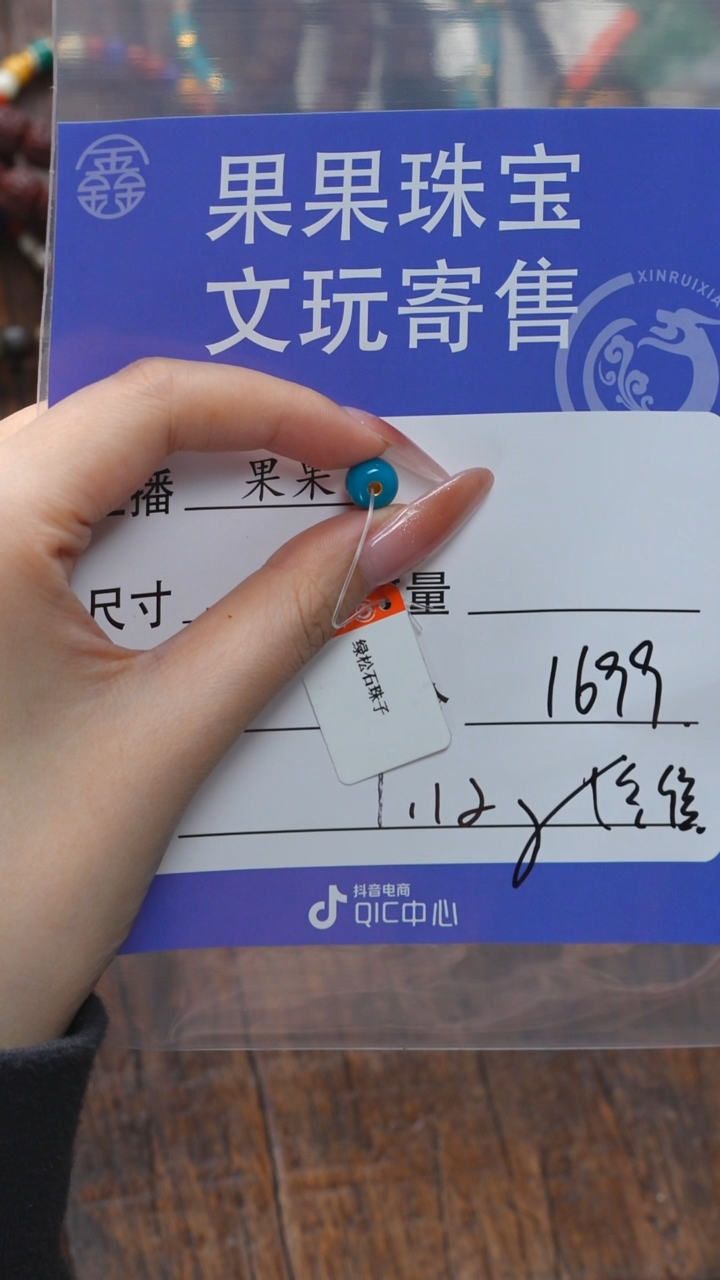 鑫
果果珠宝
文玩寄售
XINRUIXIA
播 果果
尺寸
量
绿松石珠子
1699
抖音电商
QIC中心